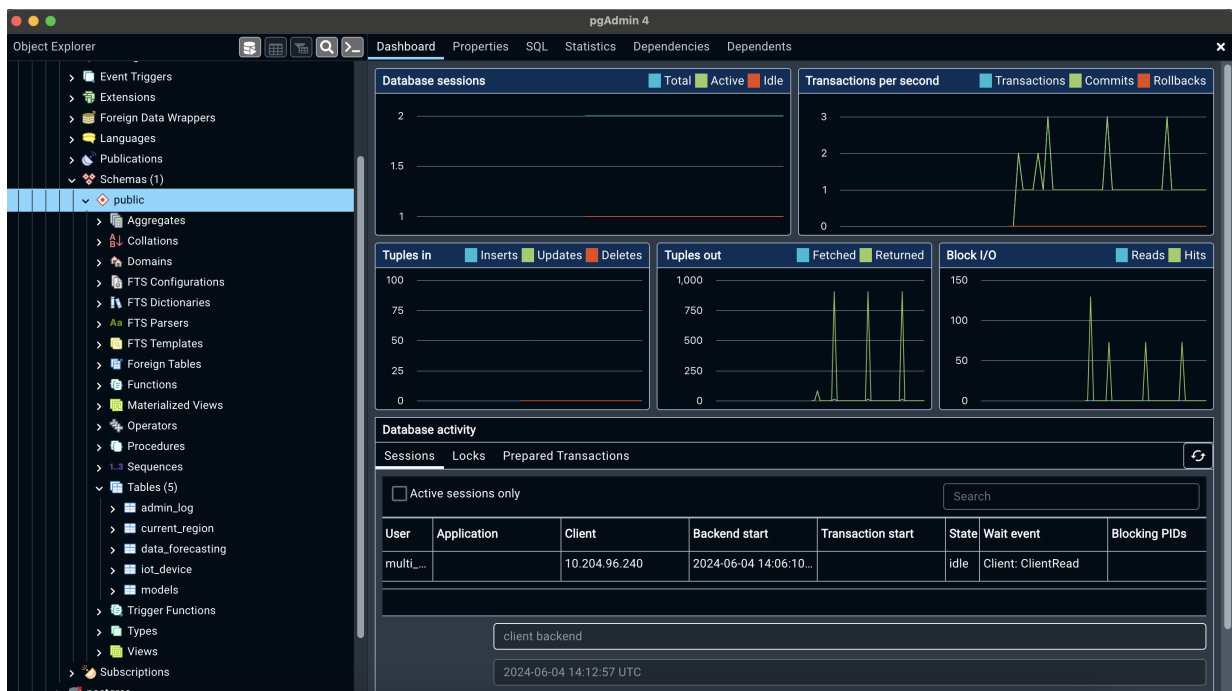 pgAdmin 4
Object Explorer
Event Triggers
Extensions
Foreign Data Wrappers
Languages
Publications
Schemas (1)
public
Aggregates
Collations
Domains
FTS Configurations
FTS Dictionaries
Aa FTS Parsers
FTS Templates
Foreign Tables
Functions
Materialized Views
Operators
Procedures
1..3 Sequences
Tables (5)
admin_log
current_region
data_forecasting
iot_device
models
Trigger Functions
Types
Views
Subscriptions
postgres
Dashboard Properties SQL Statistics Dependencies Dependents
Database sessions Total Active Idle
2
1.5
1
Transactions per second Transactions Commits Rollbacks
3
2
1
0
Tuples in Inserts Updates Deletes
100
75
50
25
0
Tuples out Fetched Returned
1,000
750
500
250
0
Block I/O Reads Hits
150
100
50
0
Database activity
Sessions Locks Prepared Transactions
Active sessions only Search
User Application Client Backend start Transaction start State Wait event Blocking PIDs
multi_... 10.204.96.240 2024-06-04 14:06:10... idle Client: ClientRead
client backend
2024-06-04 14:12:57 UTC